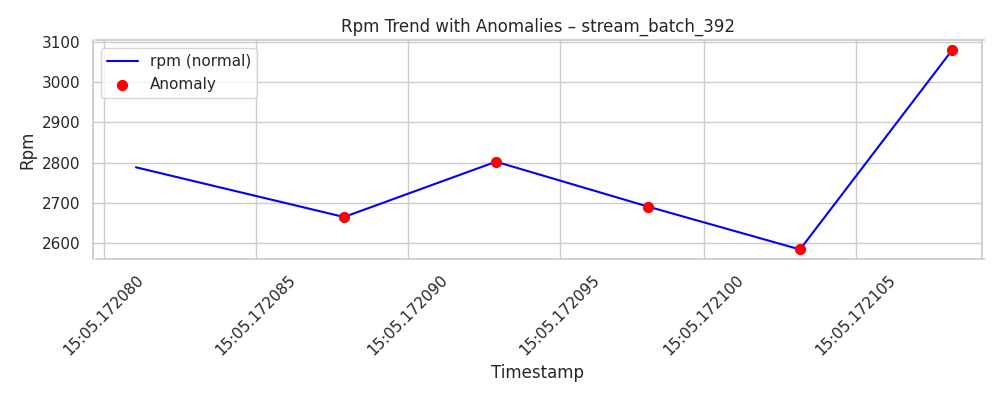 Rpm Trend with Anomalies – stream_batch_392
3100
3000
2900
2800
2700
2600
Rpm
rpm (normal)
Anomaly
15:05.172080
15:05.172085
15:05.172090
15:05.172095
15:05.172100
15:05.172105
Timestamp